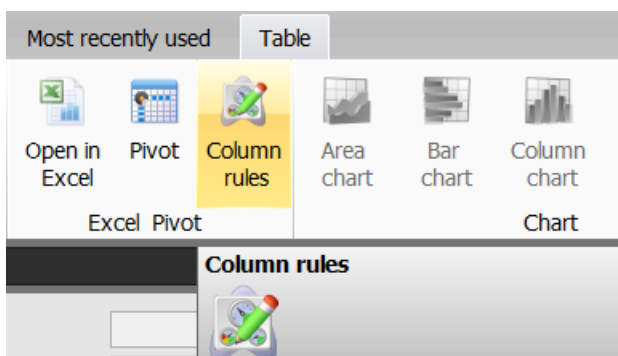 Most recently used Table
Open in Excel
Pivot
Column rules
Area chart
Bar chart
Column chart
Excel Pivot
Chart
Column rules